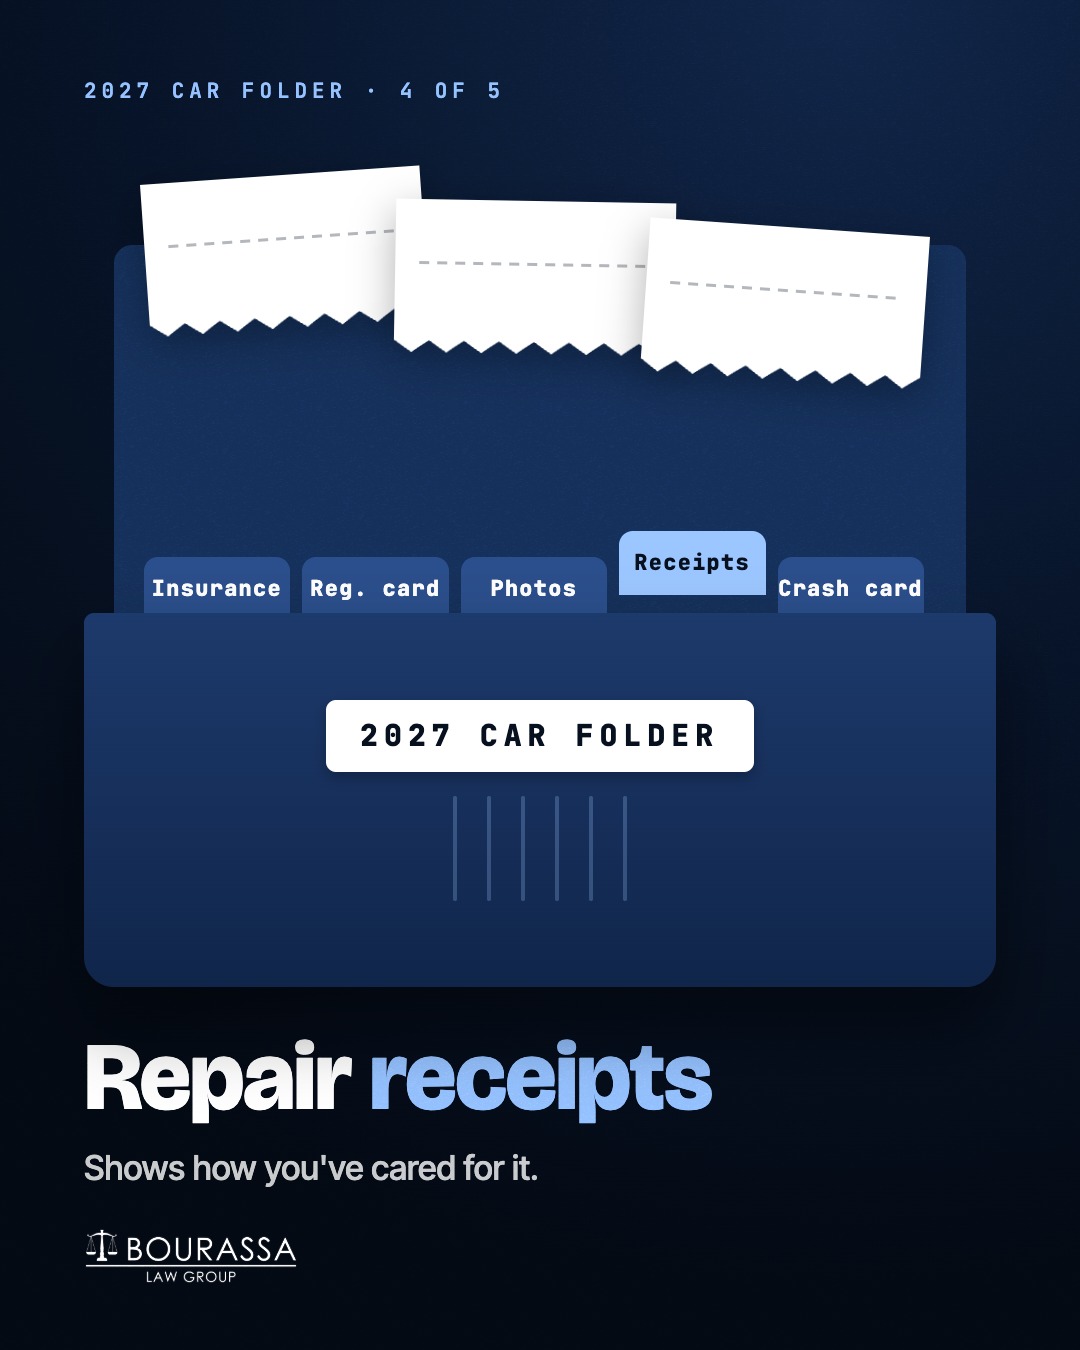 2027 CAR FOLDER · 4 OF 5
Insurance
Reg. card
Photos
Receipts
Crash card
2027 CAR FOLDER
Repair receipts
Shows how you've cared for it.
BOURASSA
LAW GROUP